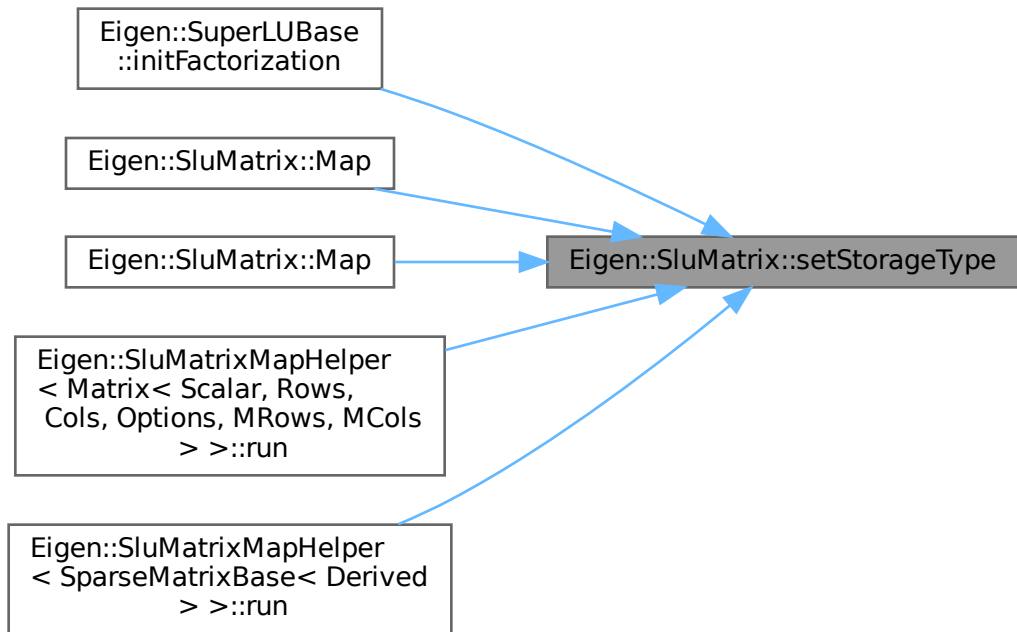 Eigen::SuperLUBase
::initFactorization
Eigen::SluMatrix::Map
Eigen::SluMatrix::Map
Eigen::SluMatrix::setStorageType
Eigen::SluMatrixMapHelper
< Matrix< Scalar, Rows,
Cols, Options, MRows, MCols
> >::run
Eigen::SluMatrixMapHelper
< SparseMatrixBase< Derived
> >::run